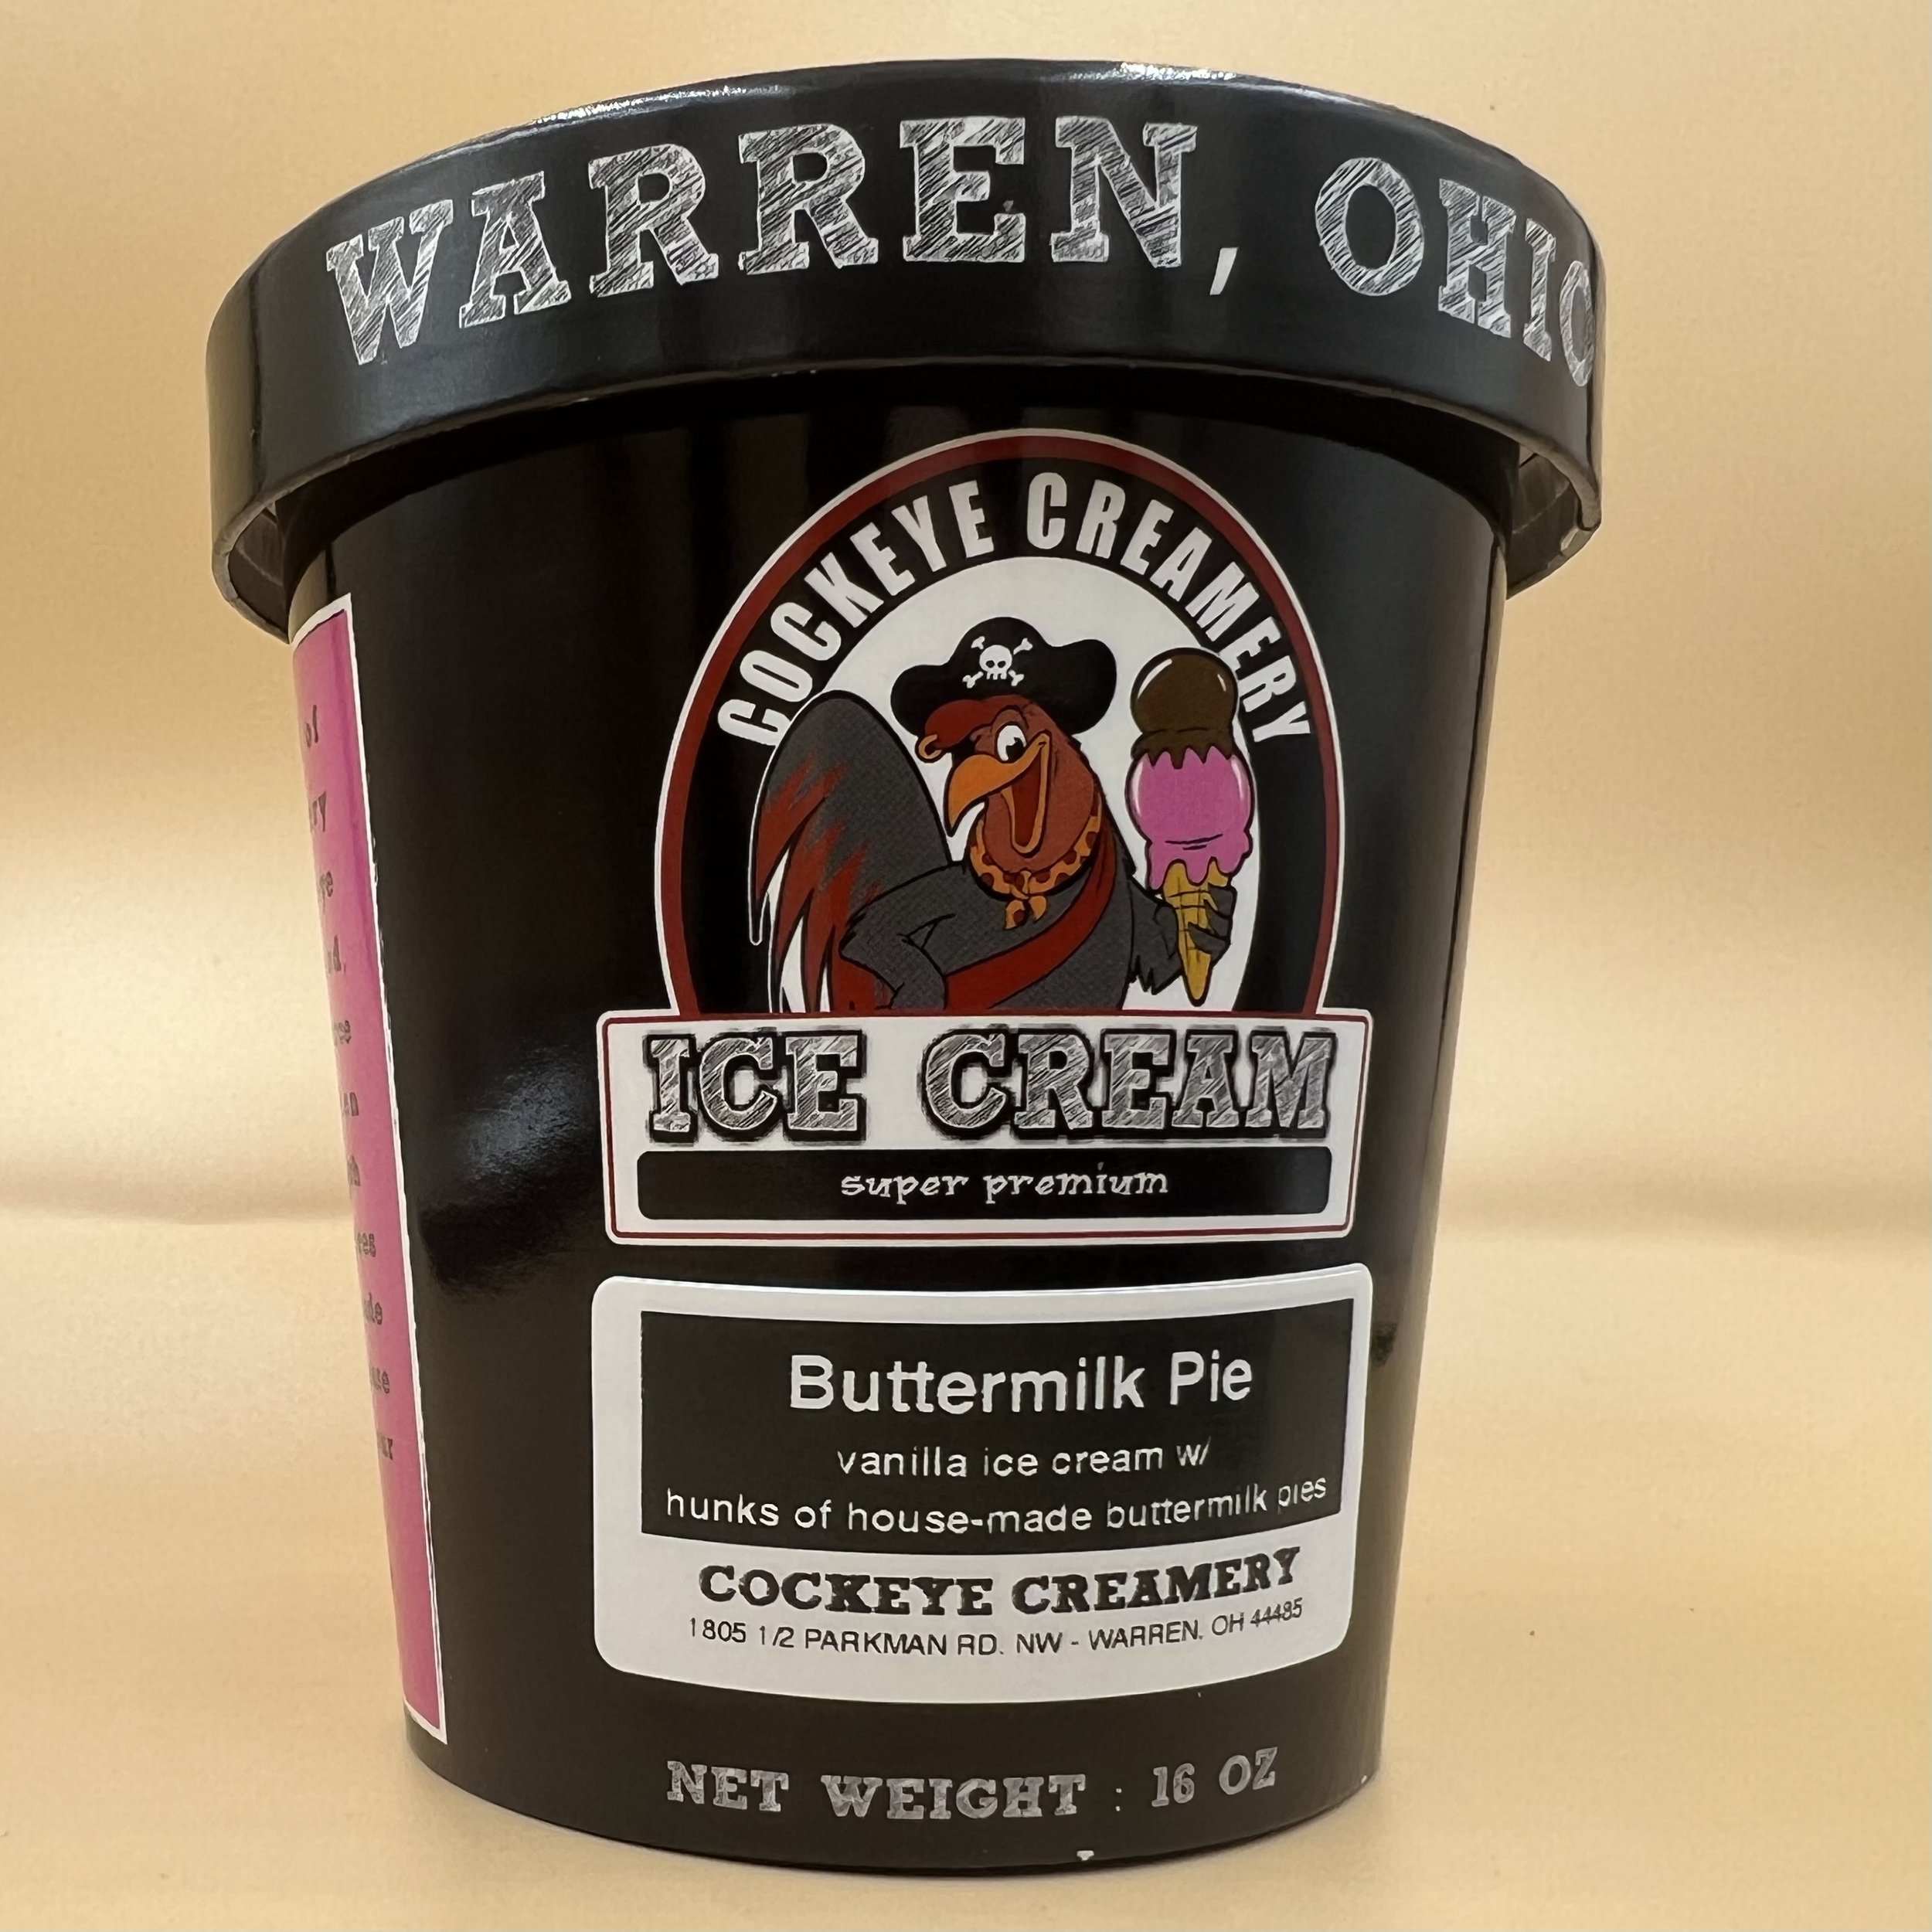 WARREN, OHIO
COCKEYE CREAMERY
ICE CREAM
super premium
Buttermilk Pie
vanilla ice cream w/
hunks of house-made buttermilk pies
COCKEYE CREAMERY
1805 1/2 PARKMAN RD. NW - WARREN, OH 44485
NET WEIGHT : 16 OZ
of